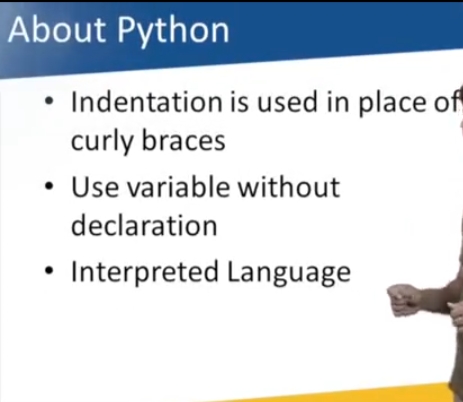 About Python
• Indentation is used in place of
curly braces
• Use variable without
declaration
• Interpreted Language